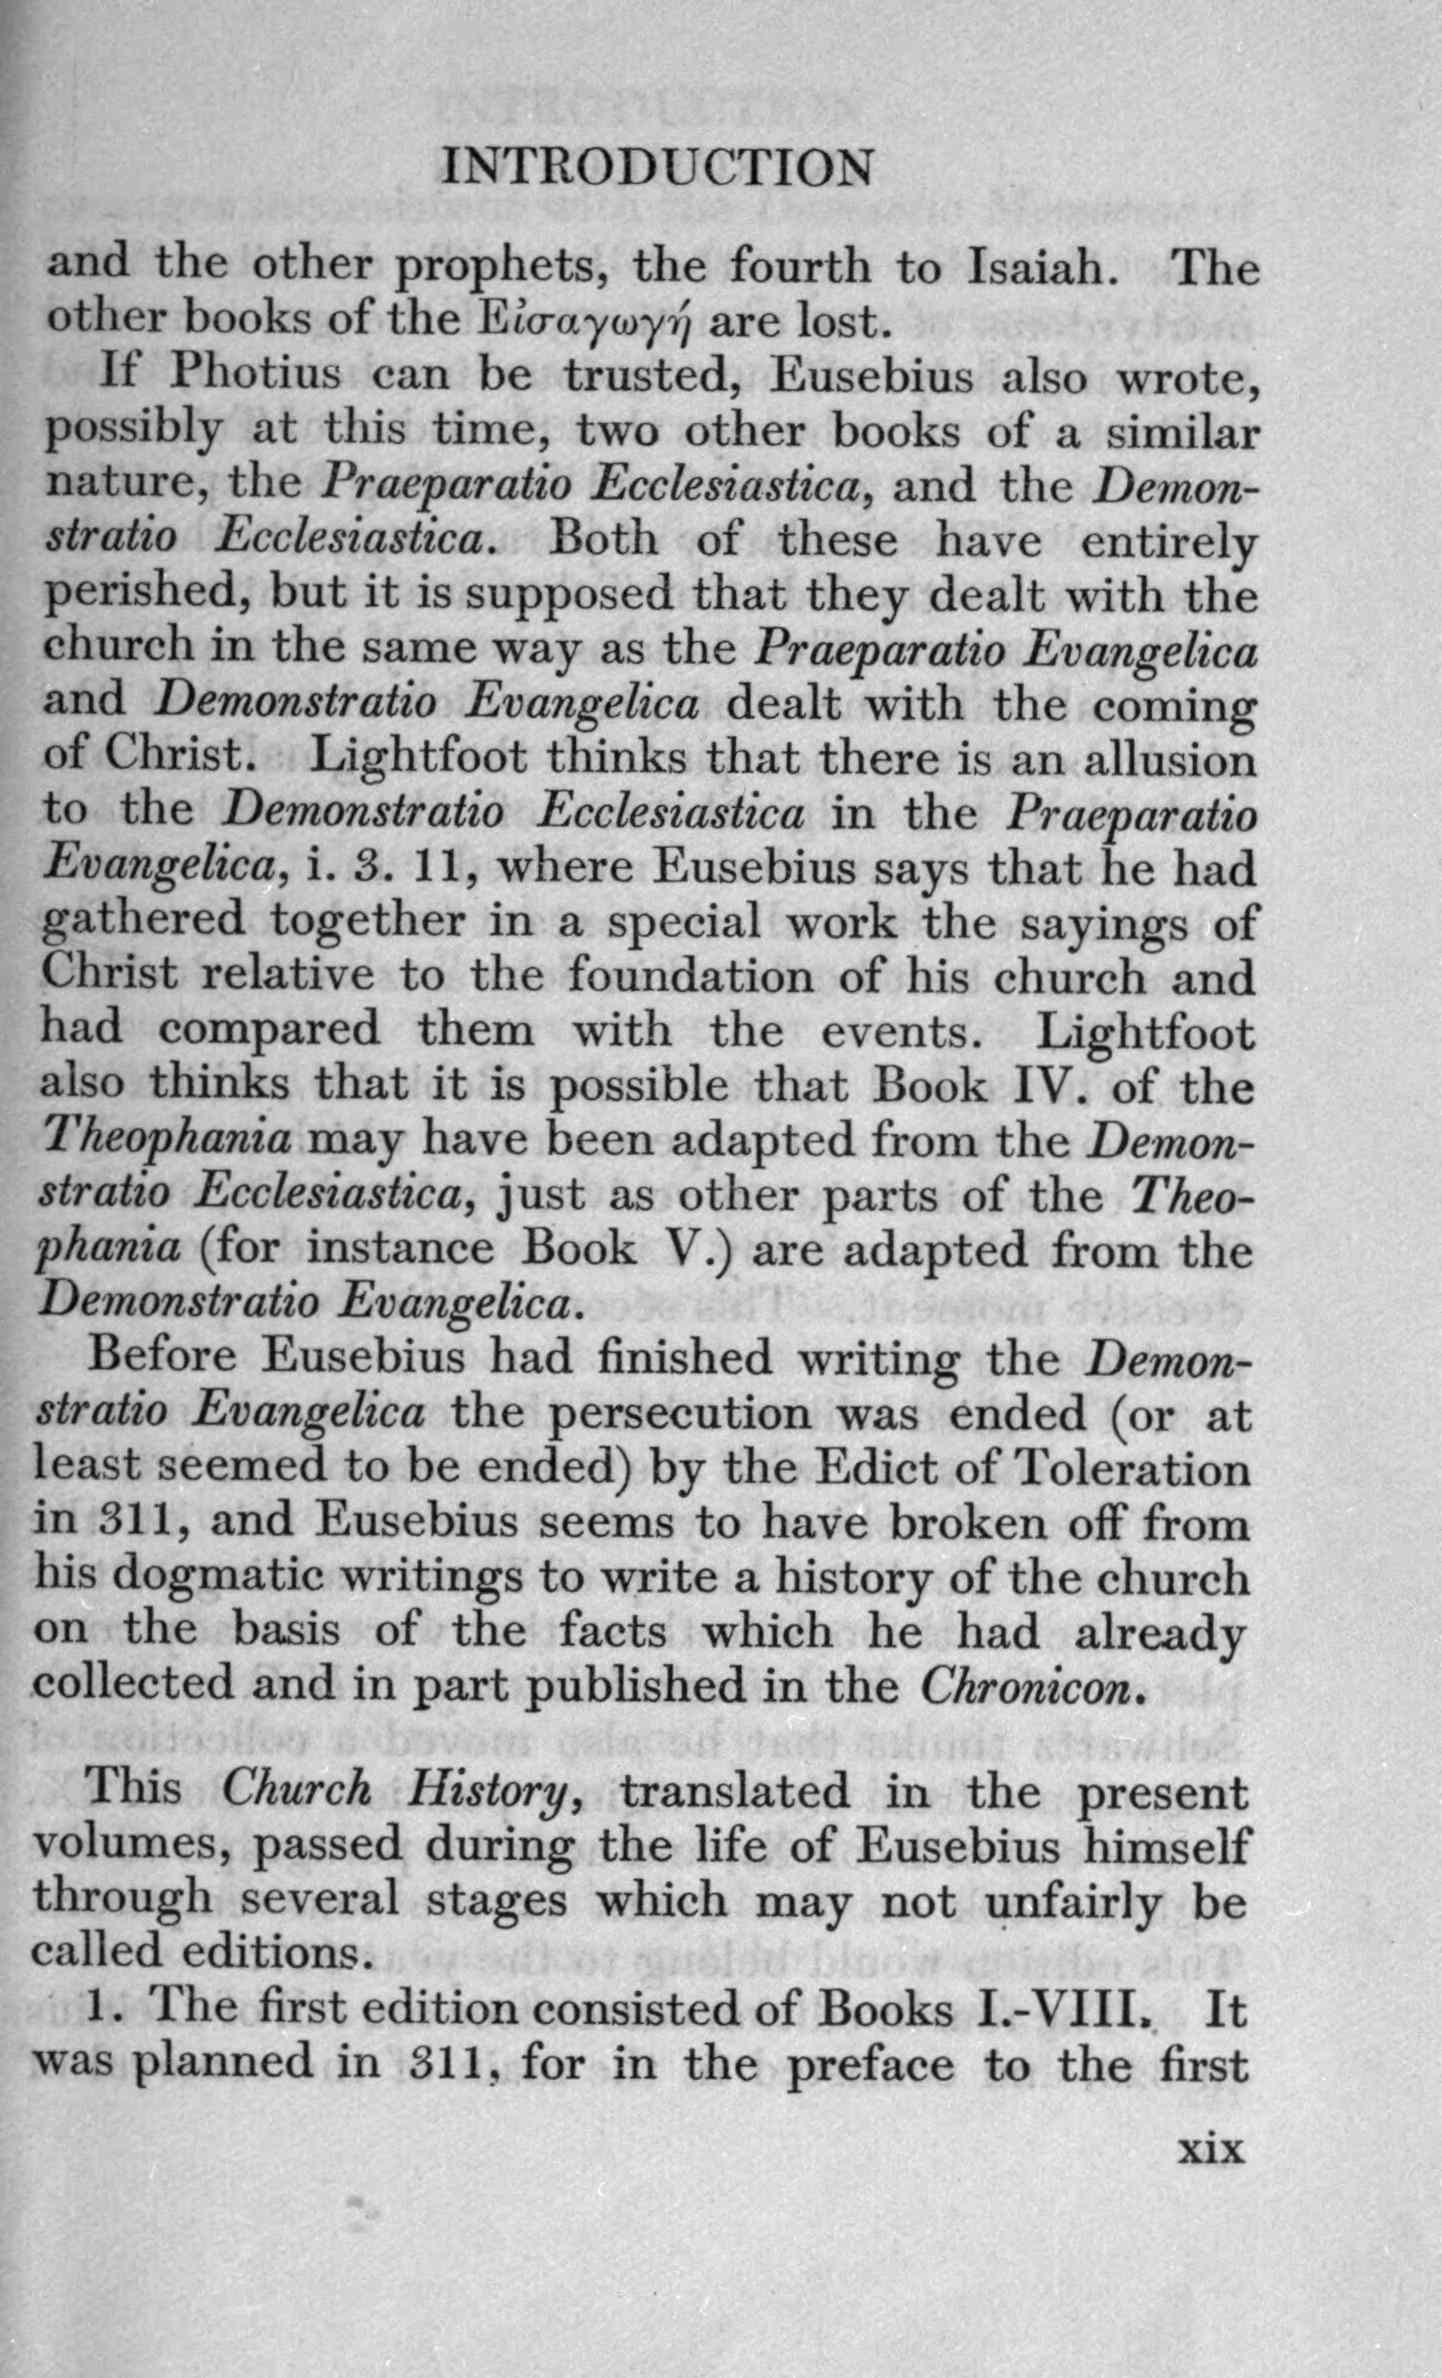 INTRODUCTION
and the other prophets, the fourth to Isaiah. The
other books of the Εἰσαγωγή are lost.
If Photius can be trusted, Eusebius also wrote,
possibly at this time, two other books of a similar
nature, the Praeparatio Ecclesiastica, and the Demon-
stratio Ecclesiastica. Both of these have entirely
perished, but it is supposed that they dealt with the
church in the same way as the Praeparatio Evangelica
and Demonstratio Evangelica dealt with the coming
of Christ. Lightfoot thinks that there is an allusion
to the Demonstratio Ecclesiastica in the Praeparatio
Evangelica, i. 3. 11, where Eusebius says that he had
gathered together in a special work the sayings of
Christ relative to the foundation of his church and
had compared them with the events. Lightfoot
also thinks that it is possible that Book IV. of the
Theophania may have been adapted from the Demon-
stratio Ecclesiastica, just as other parts of the Theo-
phania (for instance Book V.) are adapted from the
Demonstratio Evangelica.
Before Eusebius had finished writing the Demon-
stratio Evangelica the persecution was ended (or at
least seemed to be ended) by the Edict of Toleration
in 311, and Eusebius seems to have broken off from
his dogmatic writings to write a history of the church
on the basis of the facts which he had already
collected and in part published in the Chronicon.
This Church History, translated in the present
volumes, passed during the life of Eusebius himself
through several stages which may not unfairly be
called editions.
1. The first edition consisted of Books I.-VIII. It
was planned in 311, for in the preface to the first
xix